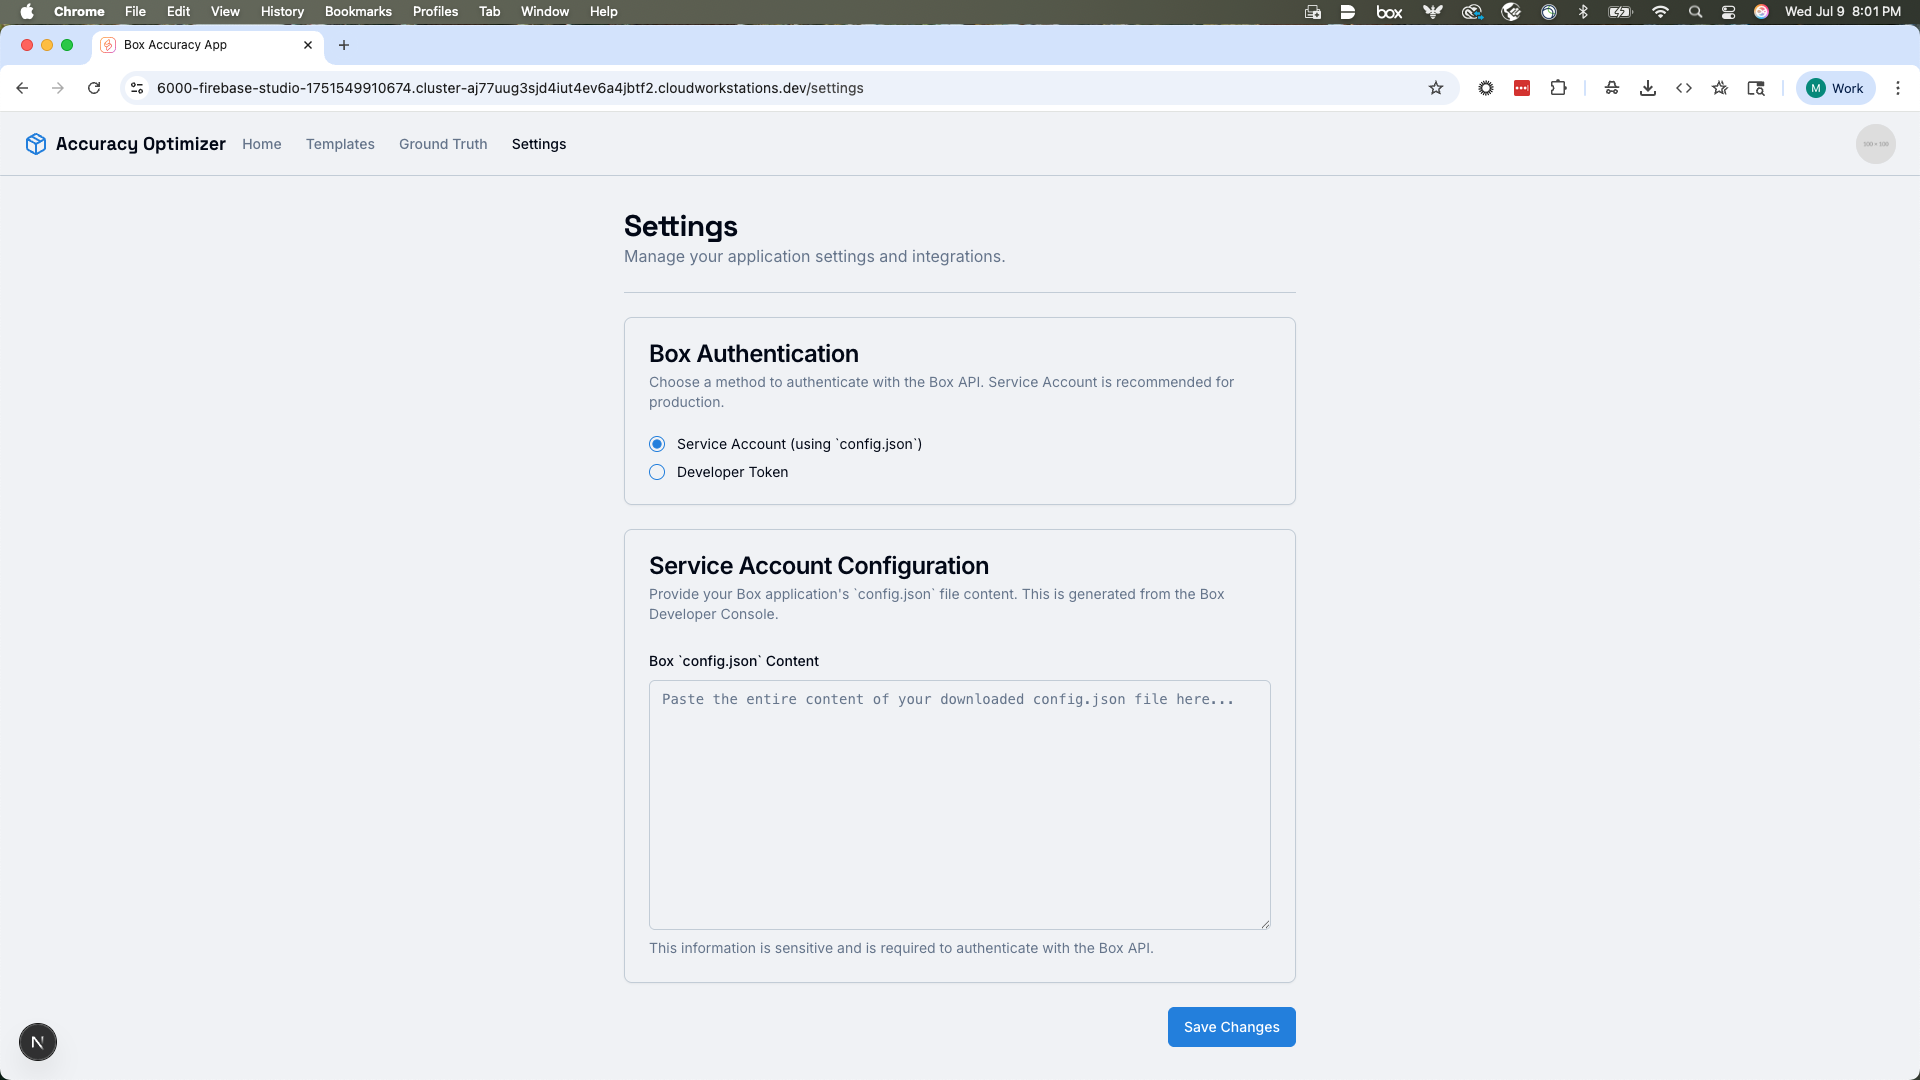 Chrome File Edit View History Bookmarks Profiles Tab Window Help box Wed Jul 9 8:01 PM
Box Accuracy App
6000-firebase-studio-1751549910674.cluster-aj77uug3sjd4iut4ev6a4jbtf2.cloudworkstations.dev/settings M Work
Accuracy Optimizer Home Templates Ground Truth Settings 100 × 100
Settings
Manage your application settings and integrations.
Box Authentication
Choose a method to authenticate with the Box API. Service Account is recommended for
production.
Service Account (using `config.json`)
Developer Token
Service Account Configuration
Provide your Box application's `config.json` file content. This is generated from the Box
Developer Console.
Box `config.json` Content
Paste the entire content of your downloaded config.json file here...
This information is sensitive and is required to authenticate with the Box API.
Save Changes
N